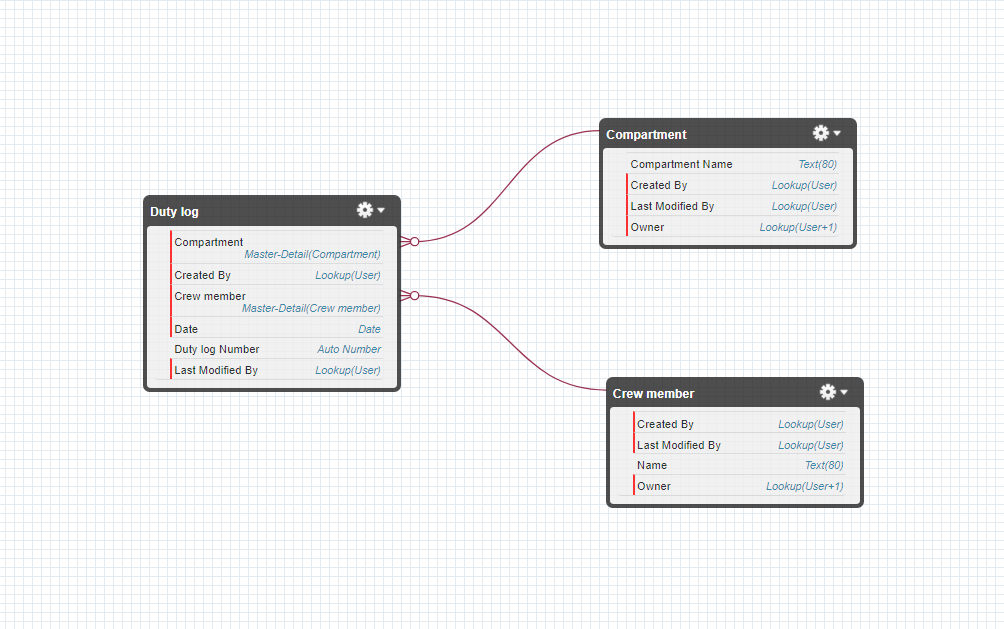 Duty log
Compartment
Master-Detail(Compartment)
Created By Lookup(User)
Crew member
Master-Detail(Crew member)
Date Date
Duty log Number Auto Number
Last Modified By Lookup(User)
Compartment
Compartment Name Text(80)
Created By Lookup(User)
Last Modified By Lookup(User)
Owner Lookup(User+1)
Crew member
Created By Lookup(User)
Last Modified By Lookup(User)
Name Text(80)
Owner Lookup(User+1)